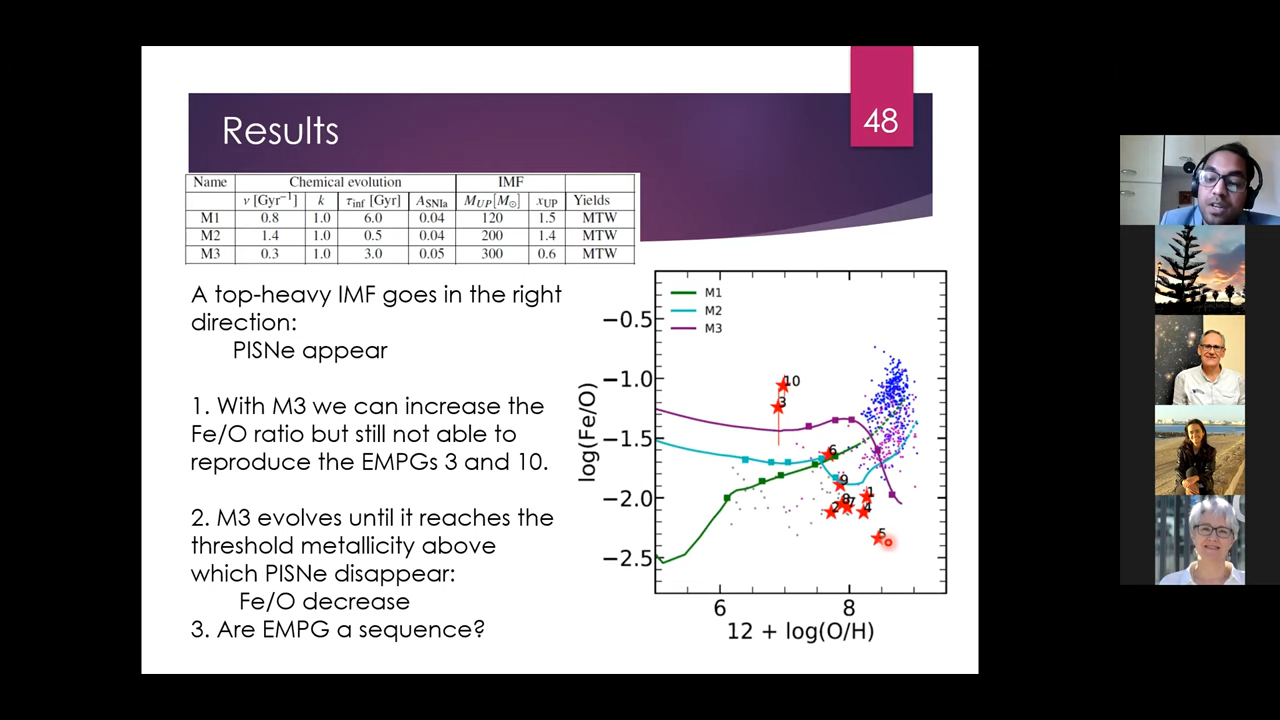 Results
48
Name Chemical evolution IMF
ν [Gyr⁻¹] k τinf [Gyr] ASNIa MUP[M⊙] xUP Yields
M1 0.8 1.0 6.0 0.04 120 1.5 MTW
M2 1.4 1.0 0.5 0.04 200 1.4 MTW
M3 0.3 1.0 3.0 0.05 300 0.6 MTW
A top-heavy IMF goes in the right
direction:
PISNe appear
1. With M3 we can increase the
Fe/O ratio but still not able to
reproduce the EMPGs 3 and 10.
2. M3 evolves until it reaches the
threshold metallicity above
which PISNe disappear:
Fe/O decrease
3. Are EMPG a sequence?
M1
M2
M3
−0.5
−1.0
−1.5
−2.0
−2.5
log(Fe/O)
10
3
6
9
1
8
7
2
4
5
6 8
12 + log(O/H)